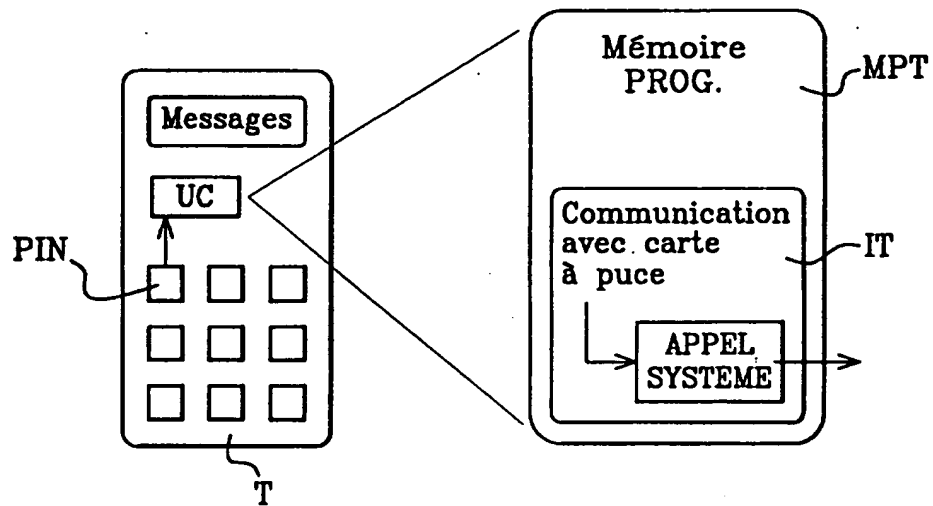 Messages
UC
PIN
T
Mémoire
PROG.
MPT
Communication
avec carte
à puce
IT
APPEL
SYSTEME